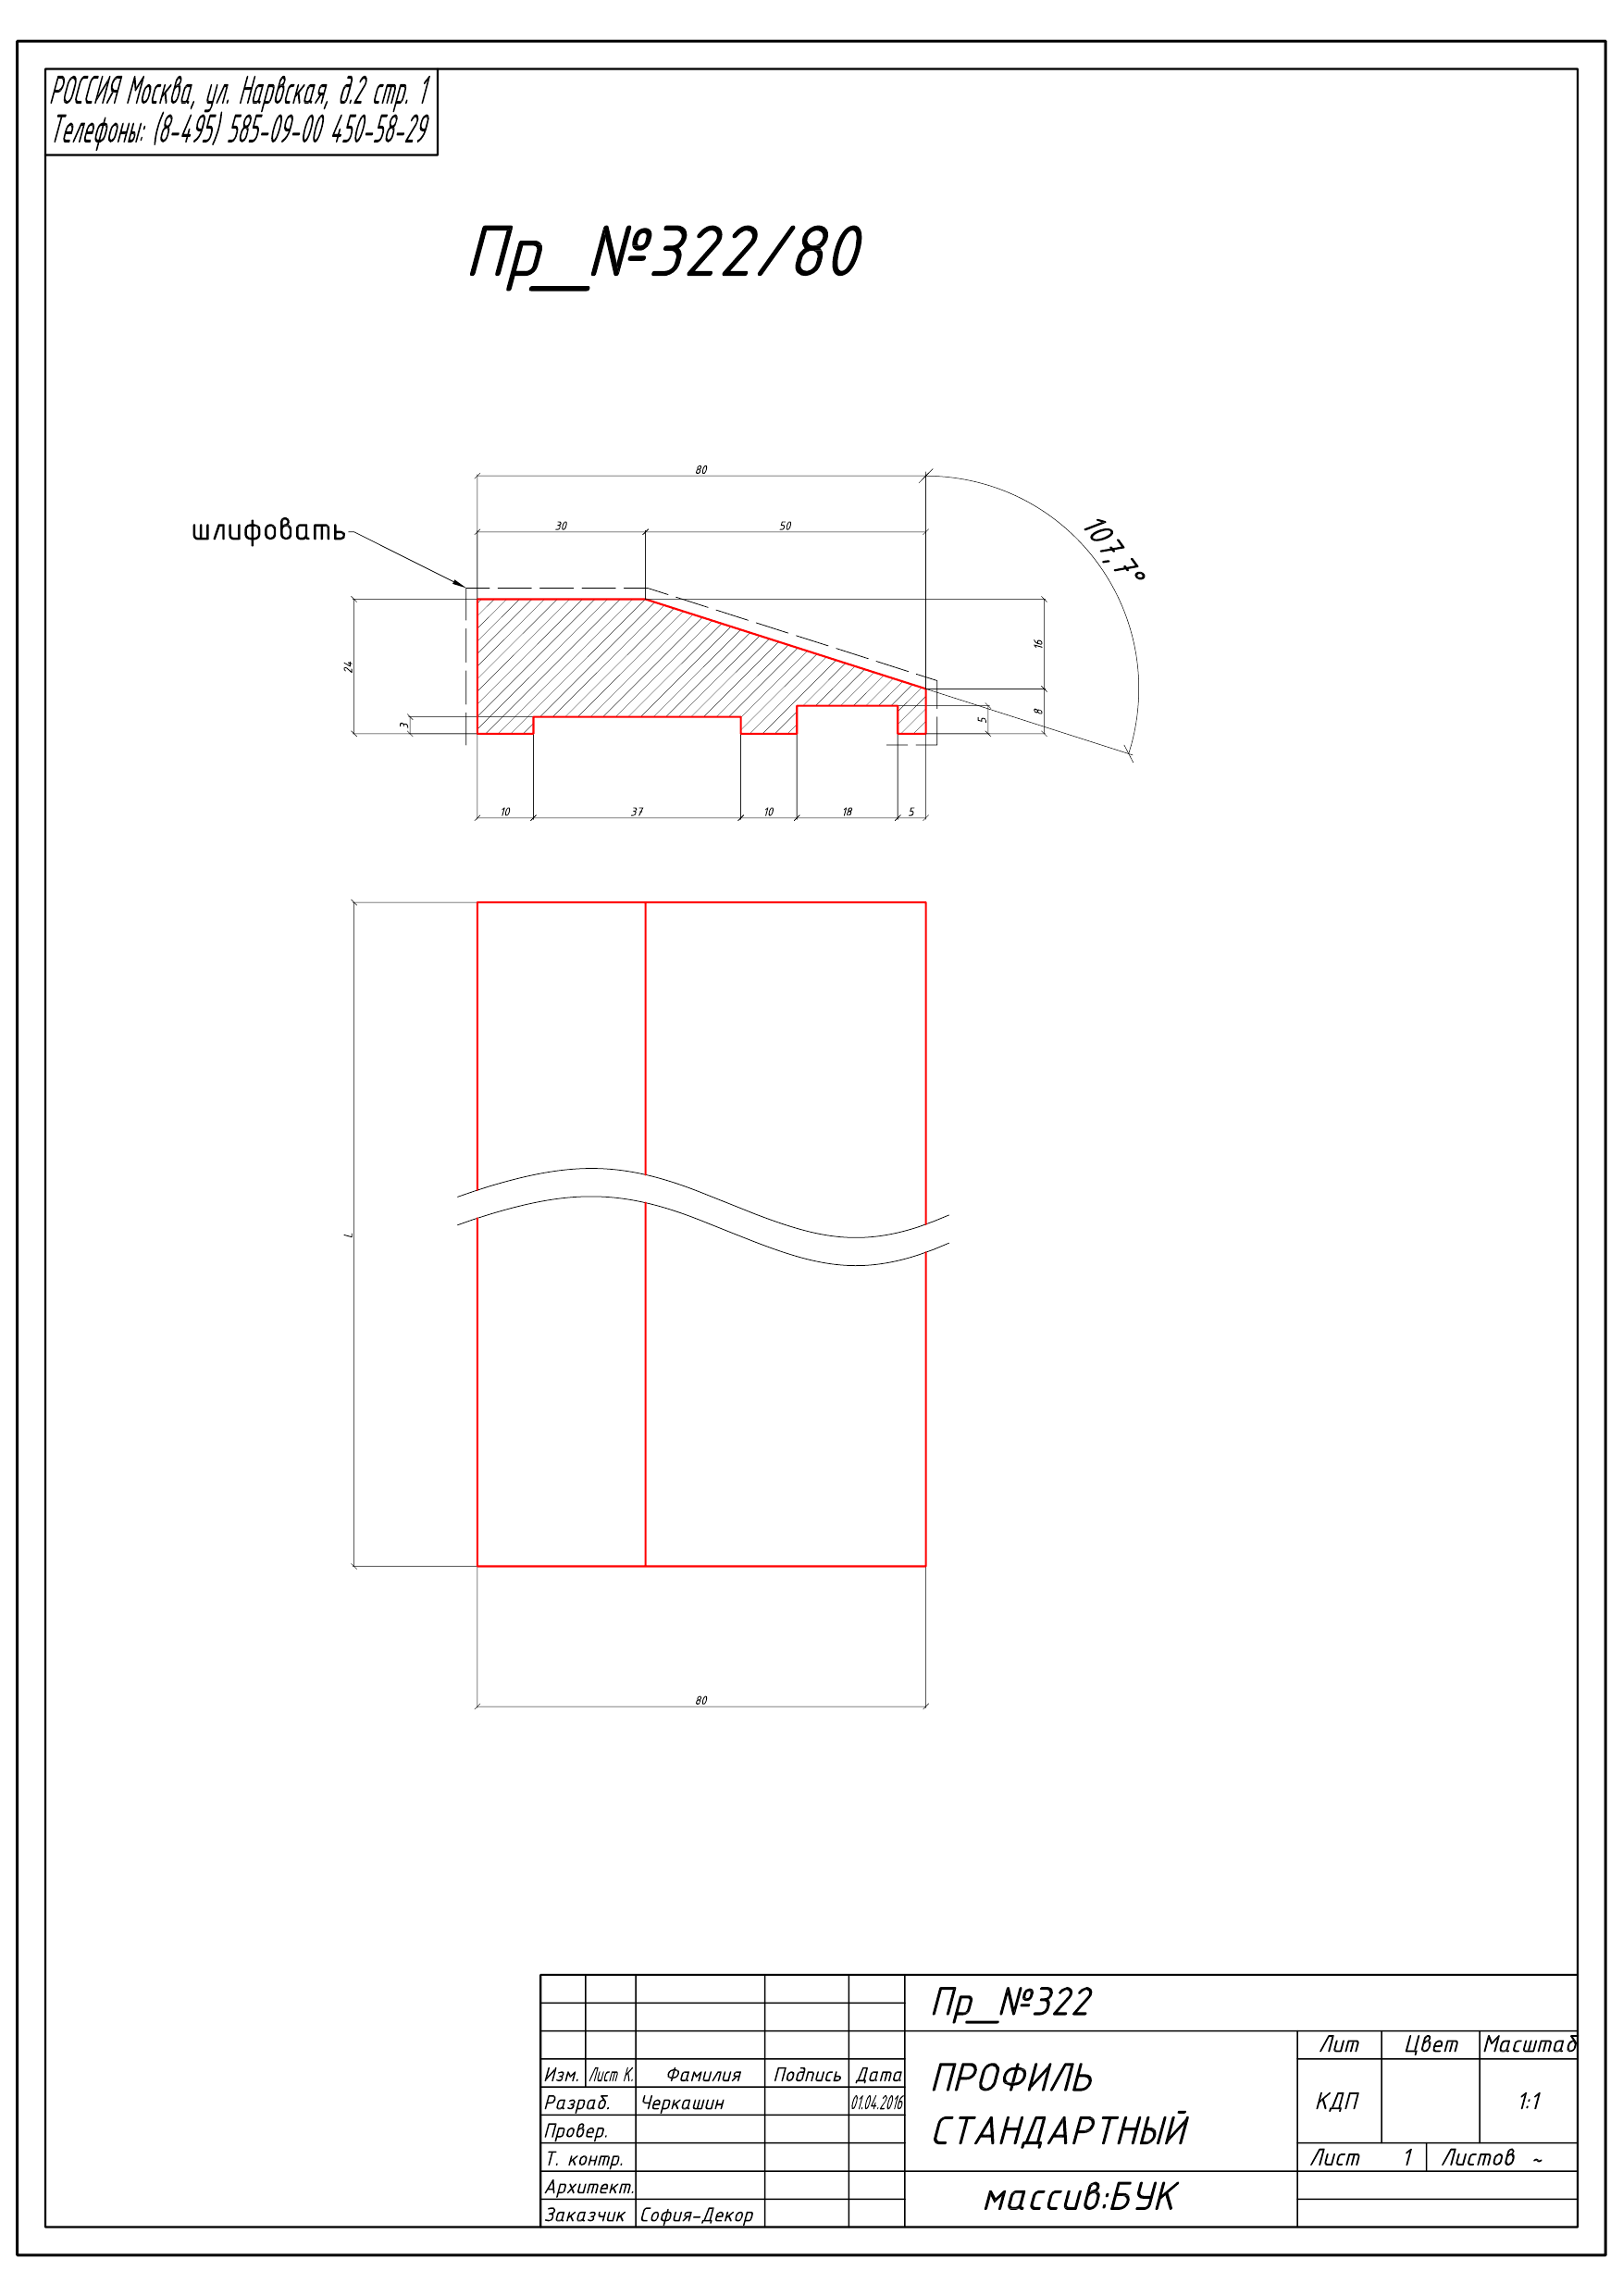 РОССИЯ Москва, ул. Нарвская, д.2 стр. 1
Телефоны: (8-495) 585-09-00 450-58-29
Пр__№322/80
80
30
50
107,7°
шлифовать
24
3
16
8
5
10
37
10
18
5
L
80
Пр__№322
Лит Цвет Масштаб
Изм. Лист К. Фамилия Подпись Дата
ПРОФИЛЬ
СТАНДАРТНЫЙ
Разраб. Черкашин 01.04.2016
КДП 1:1
Провер.
Т. контр.
Лист 1 Листов ~
Архитект.
массив:БУК
Заказчик София-Декор